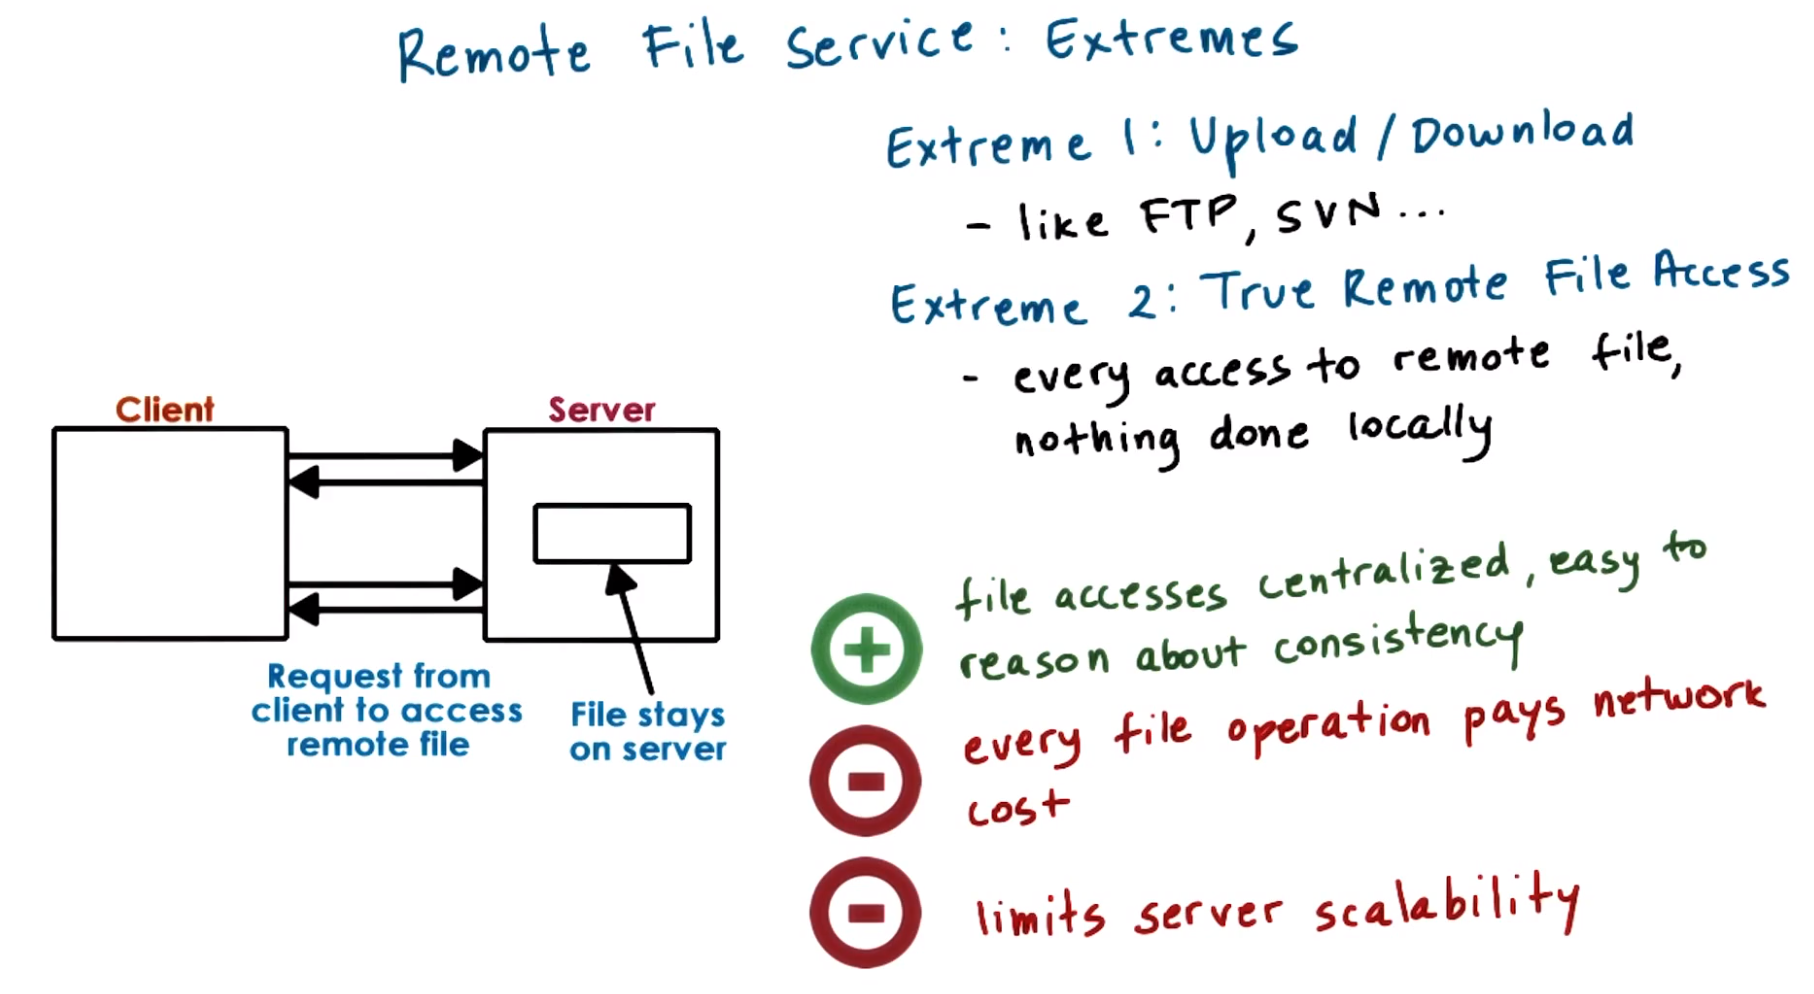 Remote File Service: Extremes
Extreme 1: Upload / Download
- like FTP, SVN...
Extreme 2: True Remote File Access
- every access to remote file,
nothing done locally
Client
Server
Request from
client to access
remote file
File stays
on server
file accesses centralized, easy to
reason about consistency
every file operation pays network
cost
limits server scalability